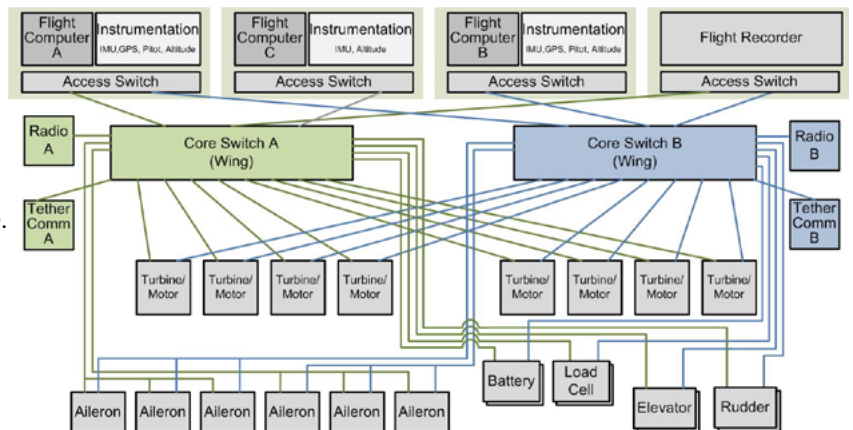 Flight
Computer
A
Instrumentation
IMU,GPS, Pitot, Altitude
Access Switch
Flight
Computer
C
Instrumentation
IMU, Altitude
Access Switch
Flight
Computer
B
Instrumentation
IMU,GPS, Pitot, Altitude
Access Switch
Flight Recorder
Access Switch
Radio
A
Core Switch A
(Wing)
Core Switch B
(Wing)
Radio
B
Tether
Comm
A
Tether
Comm
B
Turbine/
Motor
Turbine/
Motor
Turbine/
Motor
Turbine/
Motor
Turbine/
Motor
Turbine/
Motor
Turbine/
Motor
Turbine/
Motor
Aileron
Aileron
Aileron
Aileron
Aileron
Aileron
Battery
Load
Cell
Elevator
Rudder